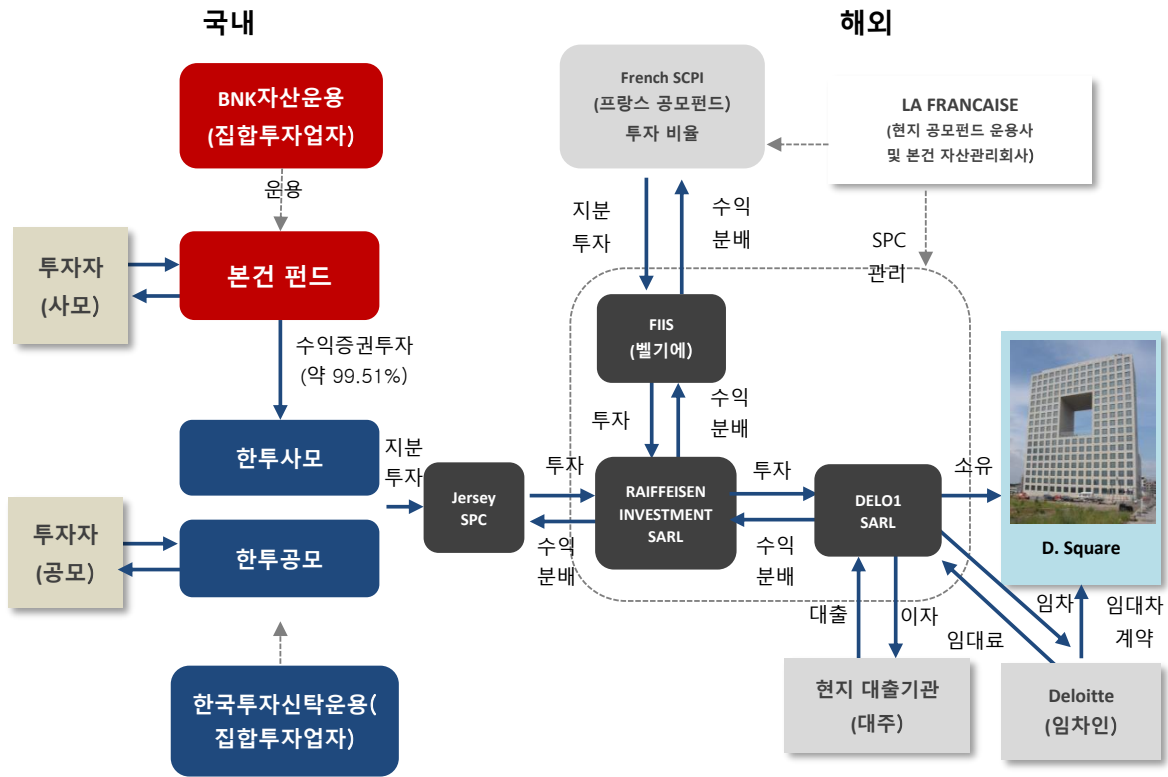 국내
해외
BNK자산운용
(집합투자업자)
운용
투자자
(사모)
본건 펀드
수익증권투자
(약 99.51%)
한투사모
지분
투자
투자자
(공모)
한투공모
한국투자신탁운용(
집합투자업자)
French SCPI
(프랑스 공모펀드)
투자 비율
LA FRANCAISE
(현지 공모펀드 운용사
및 본건 자산관리회사)
지분
투자
수익
분배
SPC
관리
FIIS
(벨기에)
투자
수익
분배
Jersey
SPC
투자
수익
분배
RAIFFEISEN
INVESTMENT
SARL
투자
수익
분배
DELO1
SARL
소유
D. Square
대출
이자
임대료
임차
임대차
계약
현지 대출기관
(대주)
Deloitte
(임차인)